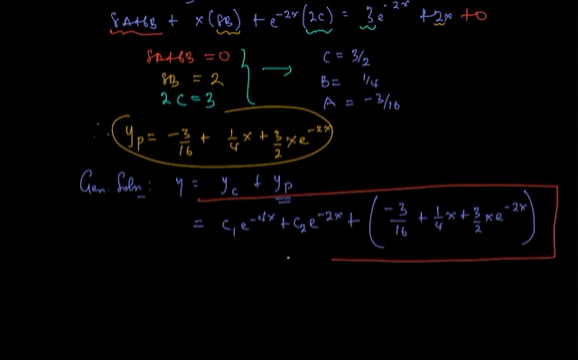 8A+6B + x(8B) + e^{-2x}(2C) = 3e^{-2x} + 2x + 0
8A+6B = 0
8B = 2
2C = 3
C = 3/2
B = 1/4
A = -3/16
∴ y_p = -3/16 + 1/4 x + 3/2 x e^{-2x}
Gen. Soln: y = y_c + y_p
= c_1 e^{-4x} + c_2 e^{-2x} + ( -3/16 + 1/4 x + 3/2 x e^{-2x} )